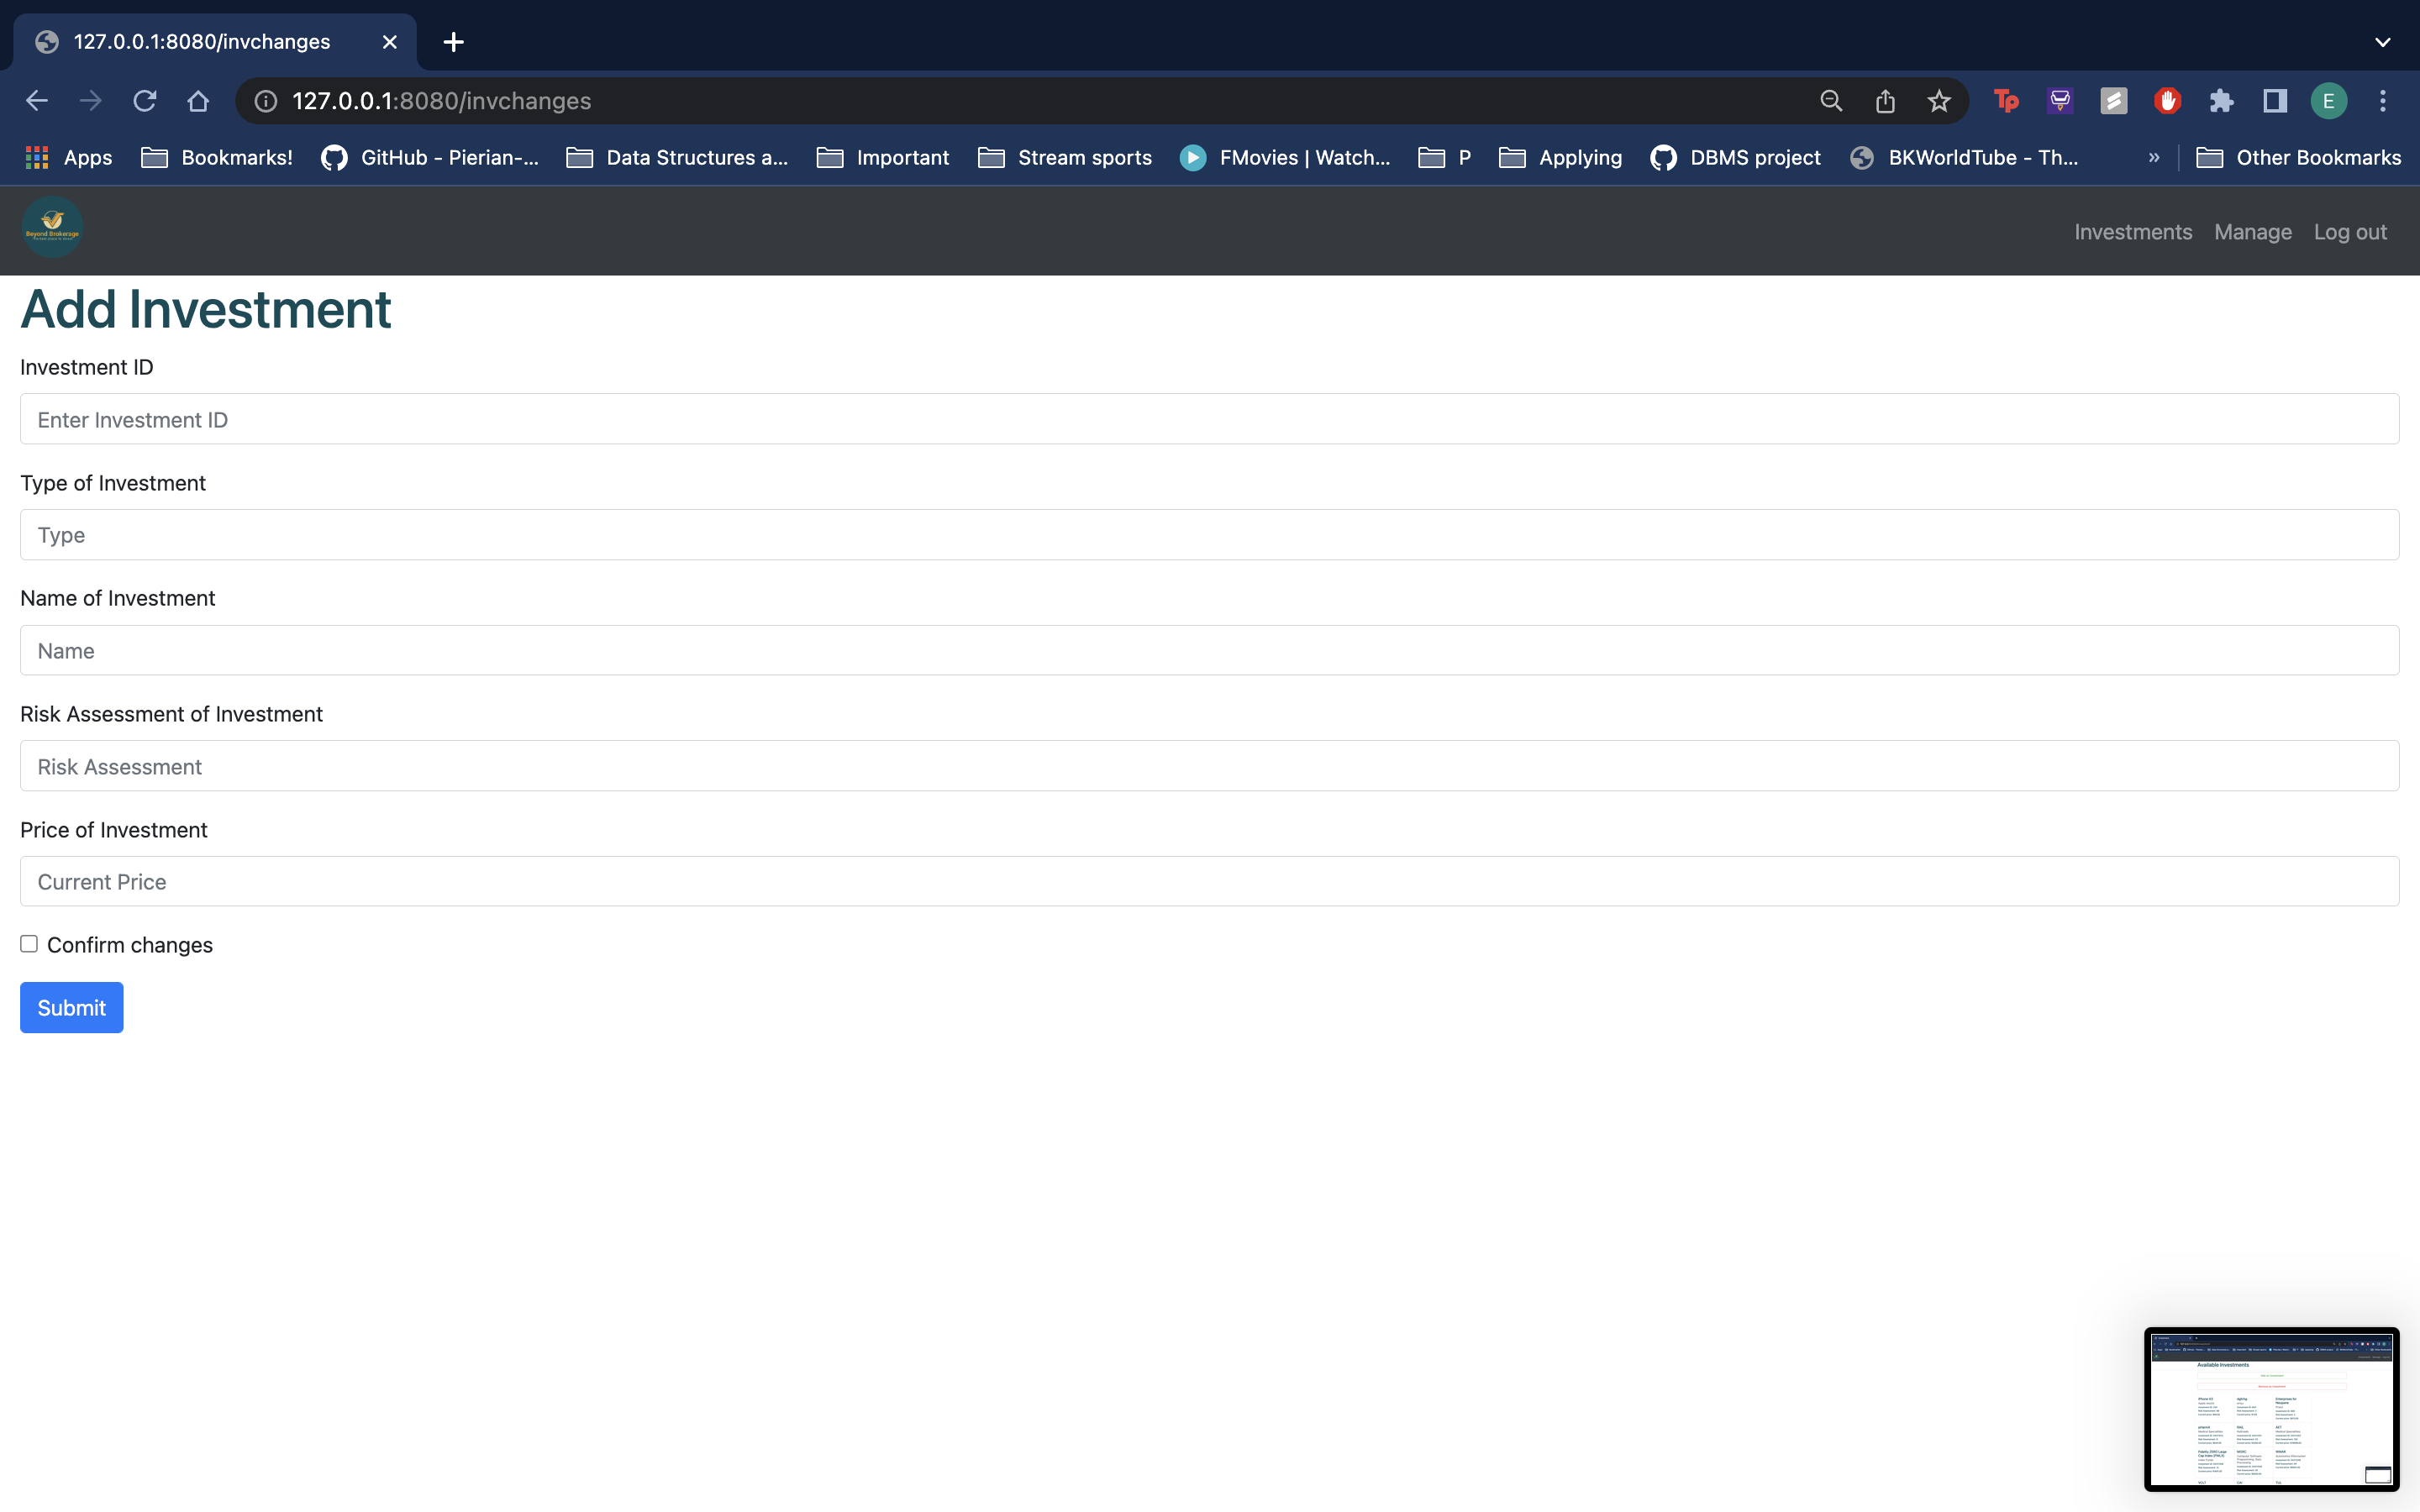 127.0.0.1:8080/invchanges
127.0.0.1:8080/invchanges
Tp
E
Apps Bookmarks! GitHub - Pierian-... Data Structures a... Important Stream sports FMovies | Watch... P Applying DBMS project BKWorldTube - Th... » Other Bookmarks
Beyond Brokerage
Investments Manage Log out
Add Investment
Investment ID
Enter Investment ID
Type of Investment
Type
Name of Investment
Name
Risk Assessment of Investment
Risk Assessment
Price of Investment
Current Price
Confirm changes
Submit
Available Investments